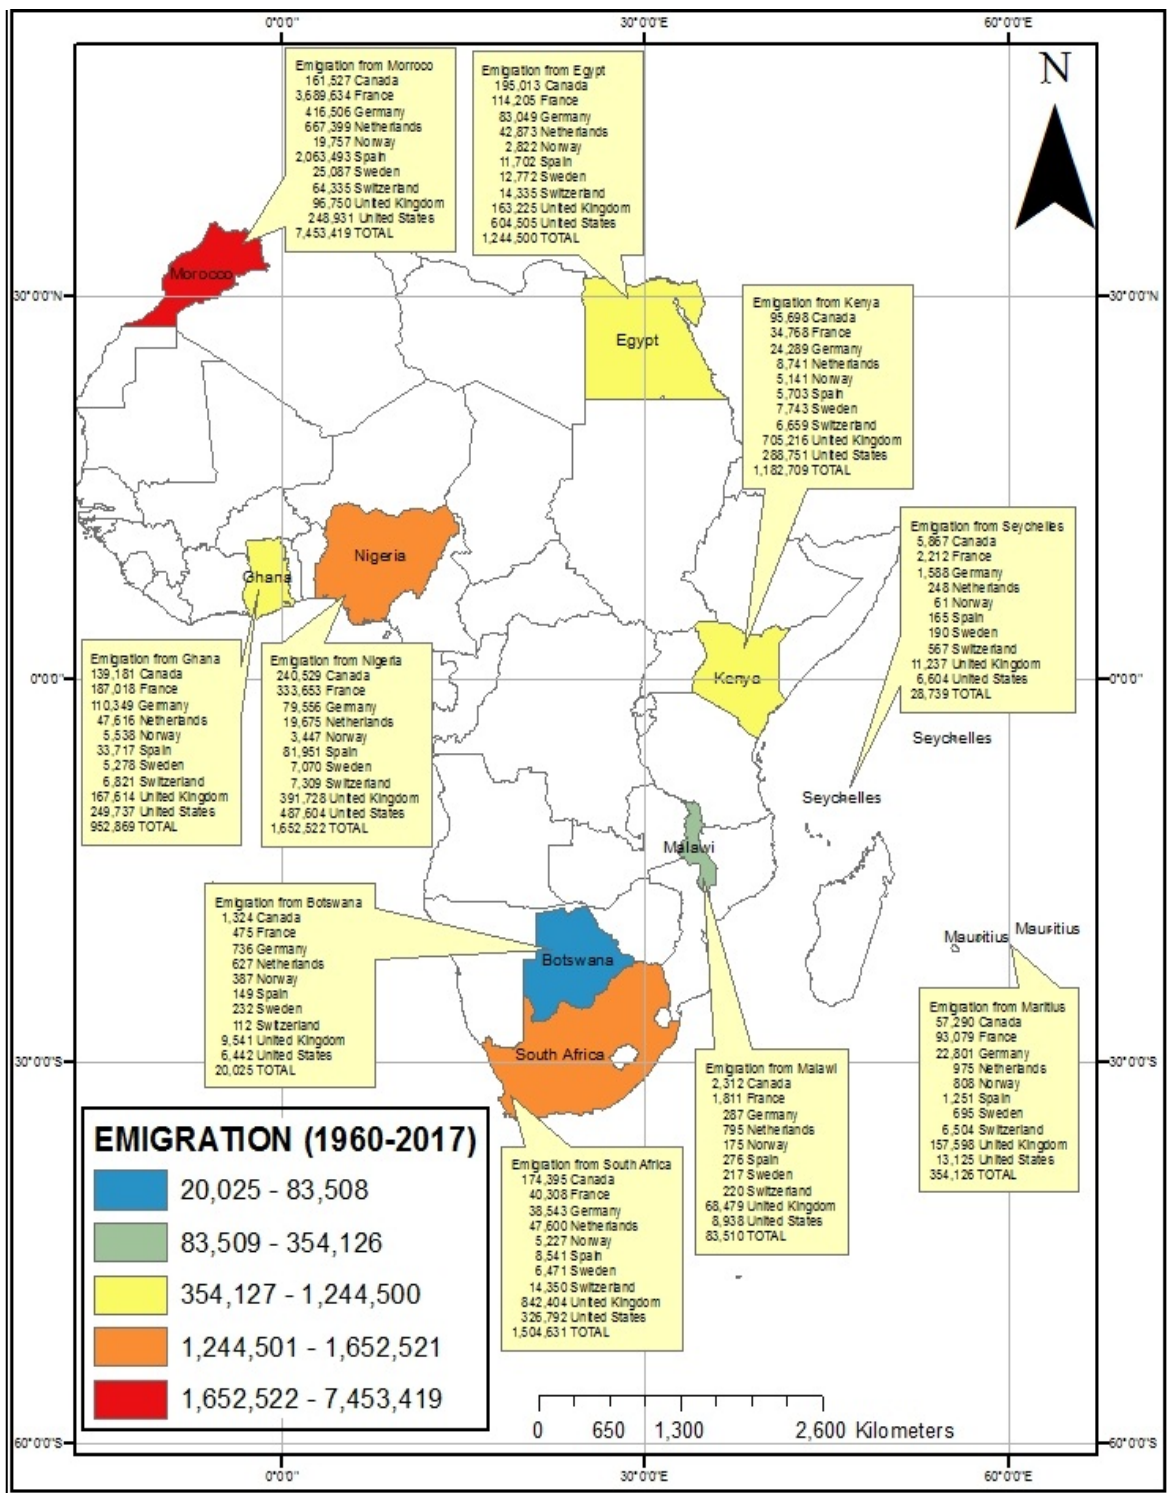 0°0'0"
30°0'0"E
60°0'0"E
N
Emigration from Morroco
161,527 Canada
3,689,634 France
416,506 Germany
667,399 Netherlands
19,757 Norway
2,063,493 Spain
25,087 Sweden
64,335 Switzerland
96,750 United Kingdom
248,931 United States
7,453,419 TOTAL
Emigration from Egypt
195,013 Canada
114,205 France
83,049 Germany
42,873 Netherlands
2,822 Norway
11,702 Spain
12,772 Sweden
14,335 Switzerland
163,225 United Kingdom
604,505 United States
1,244,500 TOTAL
Morocco
30°0'0"N
30°0'0"N
Egypt
Emigration from Kenya
95,698 Canada
34,768 France
24,289 Germany
8,741 Netherlands
5,141 Norway
5,703 Spain
7,743 Sweden
6,659 Switzerland
705,216 United Kingdom
288,751 United States
1,182,709 TOTAL
Nigeria
Ghana
Emigration from Seychelles
5,867 Canada
2,212 France
1,588 Germany
248 Netherlands
61 Norway
165 Spain
190 Sweden
567 Switzerland
11,237 United Kingdom
6,604 United States
28,739 TOTAL
Emigration from Ghana
139,181 Canada
187,018 France
110,349 Germany
47,616 Netherlands
5,538 Norway
33,717 Spain
5,278 Sweden
6,821 Switzerland
167,614 United Kingdom
249,737 United States
952,869 TOTAL
Emigration from Nigeria
240,529 Canada
333,653 France
79,556 Germany
19,675 Netherlands
3,447 Norway
81,951 Spain
7,070 Sweden
7,309 Switzerland
391,728 United Kingdom
487,604 United States
1,652,522 TOTAL
0°0'0"
Kenya
0°0'0"
Seychelles
Seychelles
Malawi
Emigration from Botswana
1,324 Canada
475 France
736 Germany
627 Netherlands
387 Norway
149 Spain
232 Sweden
112 Switzerland
9,541 United Kingdom
6,442 United States
20,025 TOTAL
Botswana
Mauritius
Mauritius
Emigration from Maritius
57,290 Canada
93,079 France
22,801 Germany
975 Netherlands
808 Norway
1,251 Spain
695 Sweden
6,504 Switzerland
157,598 United Kingdom
13,125 United States
354,126 TOTAL
30°0'0"S
South Africa
30°0'0"S
Emigration from Malawi
2,312 Canada
1,811 France
287 Germany
795 Netherlands
175 Norway
276 Spain
217 Sweden
220 Switzerland
68,479 United Kingdom
8,938 United States
83,510 TOTAL
Emigration from South Africa
174,395 Canada
40,308 France
38,543 Germany
47,600 Netherlands
5,227 Norway
8,541 Spain
6,471 Sweden
14,350 Switzerland
842,404 United Kingdom
326,792 United States
1,504,631 TOTAL
EMIGRATION (1960-2017)
20,025 - 83,508
83,509 - 354,126
354,127 - 1,244,500
1,244,501 - 1,652,521
1,652,522 - 7,453,419
0 650 1,300 2,600 Kilometers
60°0'0"S
60°0'0"S
0°0'0"
30°0'0"E
60°0'0"E